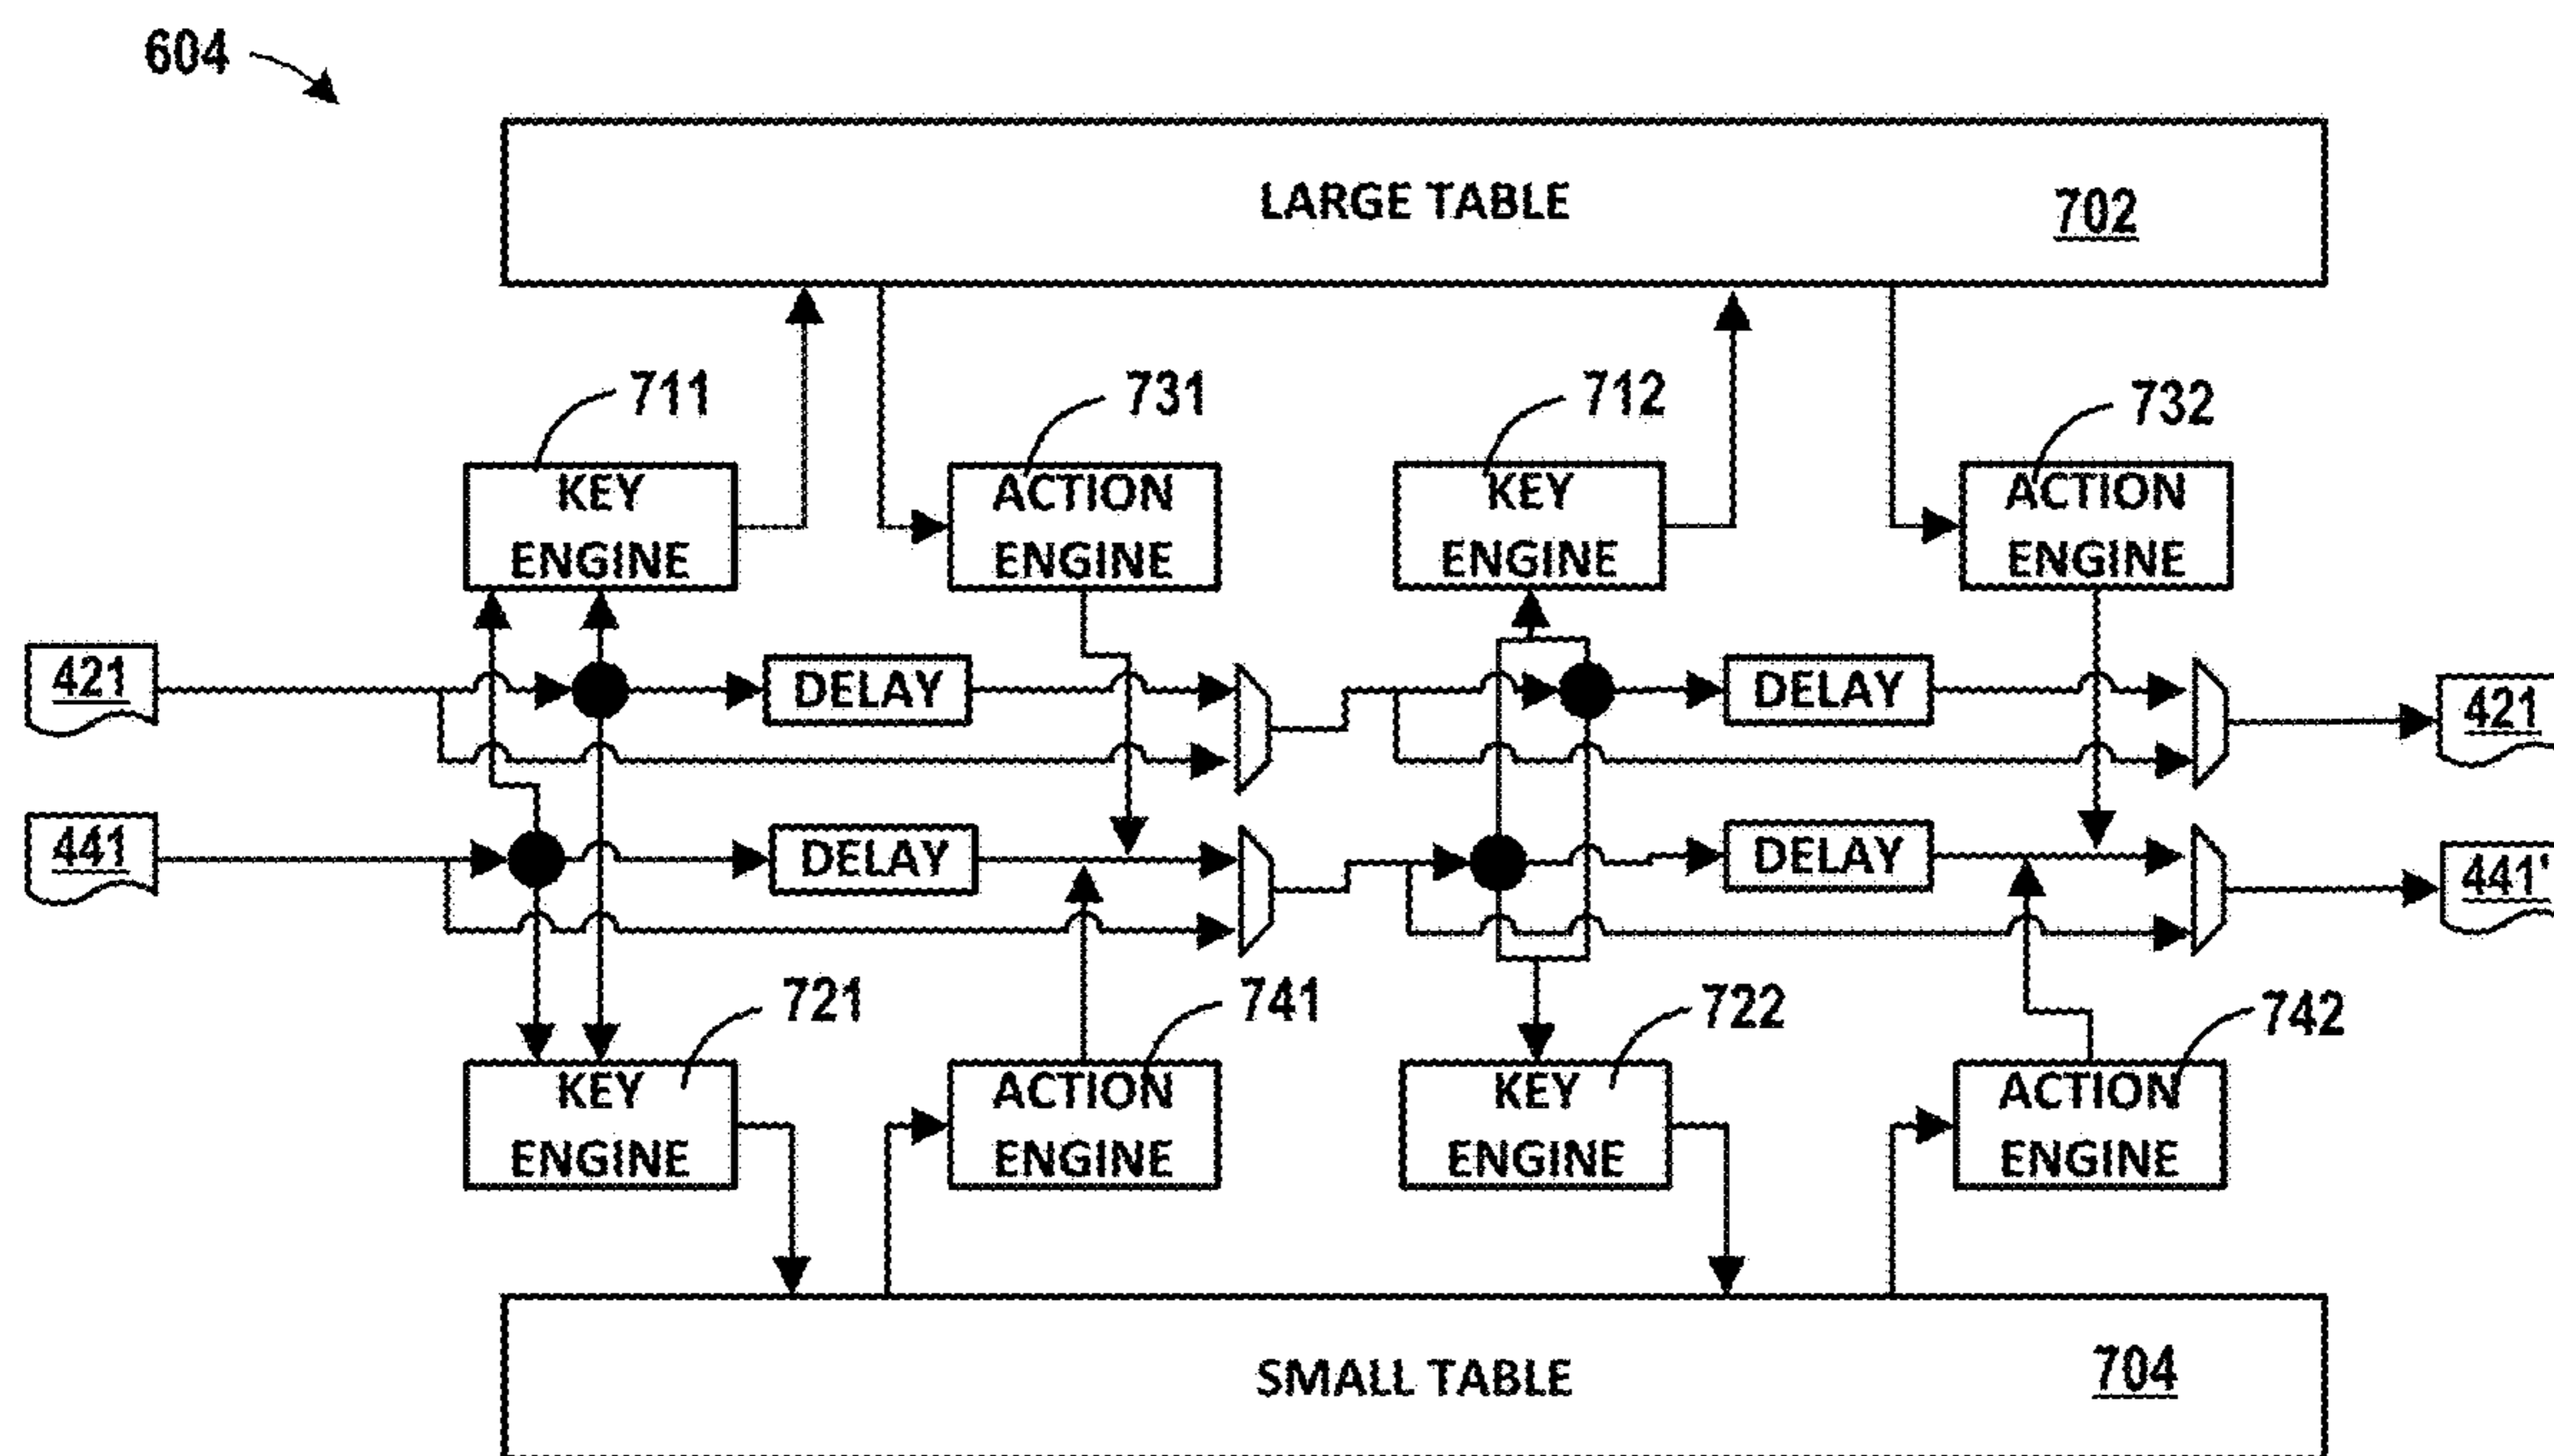 604
LARGE TABLE
702
711
731
712
732
KEY
ENGINE
ACTION
ENGINE
KEY
ENGINE
ACTION
ENGINE
421
DELAY
DELAY
421
441
DELAY
DELAY
441'
721
741
722
742
KEY
ENGINE
ACTION
ENGINE
KEY
ENGINE
ACTION
ENGINE
SMALL TABLE
704